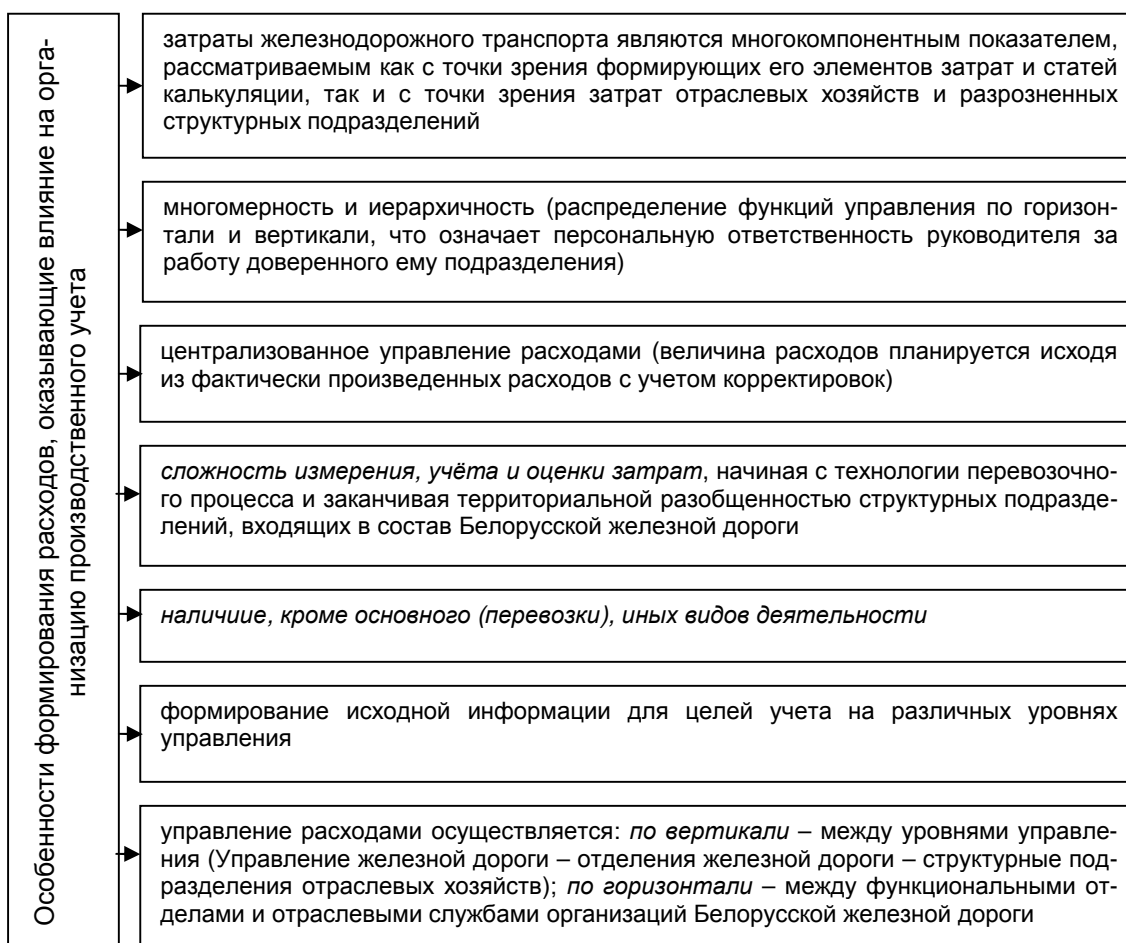 Особенности формирования расходов, оказывающие влияние на орга-
низацию производственного учета
затраты железнодорожного транспорта являются многокомпонентным показателем,
рассматриваемым как с точки зрения формирующих его элементов затрат и статей
калькуляции, так и с точки зрения затрат отраслевых хозяйств и разрозненных
структурных подразделений
многомерность и иерархичность (распределение функций управления по горизон-
тали и вертикали, что означает персональную ответственность руководителя за
работу доверенного ему подразделения)
централизованное управление расходами (величина расходов планируется исходя
из фактически произведенных расходов с учетом корректировок)
сложность измерения, учёта и оценки затрат, начиная с технологии перевозочно-
го процесса и заканчивая территориальной разобщенностью структурных подразде-
лений, входящих в состав Белорусской железной дороги
наличиие, кроме основного (перевозки), иных видов деятельности
формирование исходной информации для целей учета на различных уровнях
управления
управление расходами осуществляется: по вертикали – между уровнями управле-
ния (Управление железной дороги – отделения железной дороги – структурные под-
разделения отраслевых хозяйств); по горизонтали – между функциональными от-
делами и отраслевыми службами организаций Белорусской железной дороги